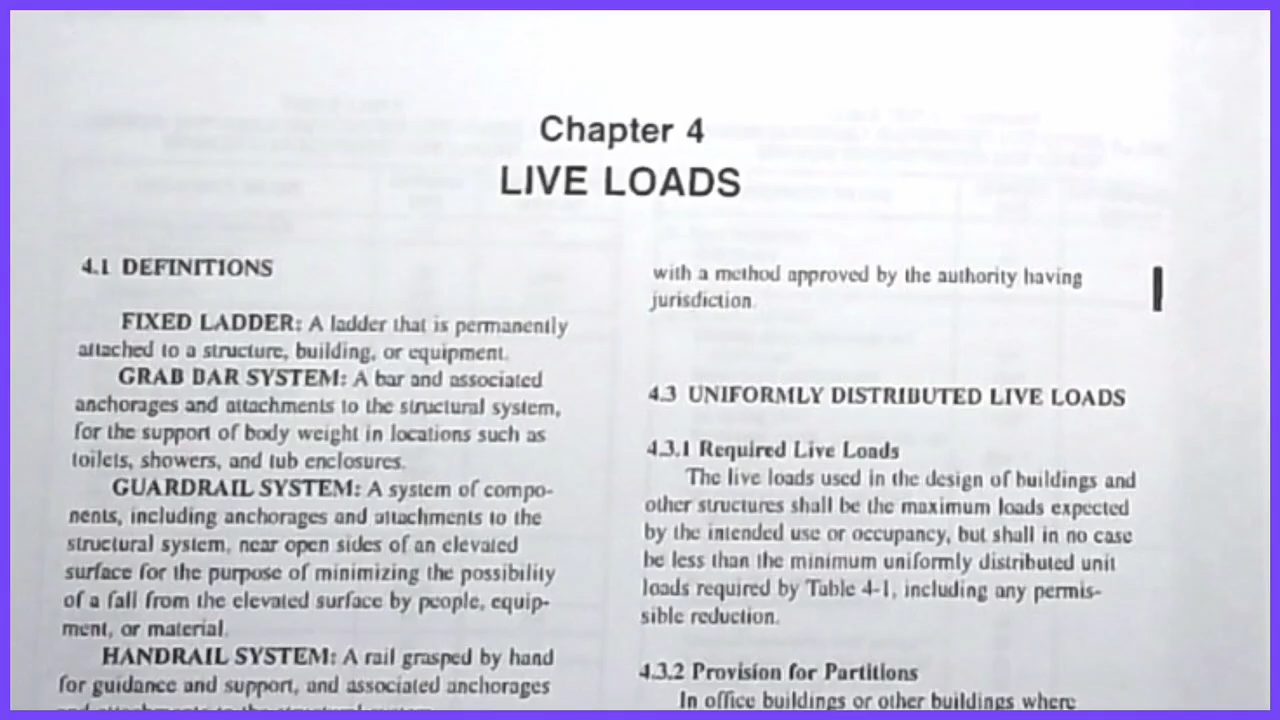 Chapter 4
LIVE LOADS
4.1 DEFINITIONS
FIXED LADDER: A ladder that is permanently
attached to a structure, building, or equipment.
GRAB BAR SYSTEM: A bar and associated
anchorages and attachments to the structural system,
for the support of body weight in locations such as
toilets, showers, and tub enclosures.
GUARDRAIL SYSTEM: A system of compo-
nents, including anchorages and attachments to the
structural system, near open sides of an elevated
surface for the purpose of minimizing the possibility
of a fall from the elevated surface by people, equip-
ment, or material.
HANDRAIL SYSTEM: A rail grasped by hand
for guidance and support, and associated anchorages
and attachments to the structural system.
with a method approved by the authority having
jurisdiction.
4.3 UNIFORMLY DISTRIBUTED LIVE LOADS
4.3.1 Required Live Loads
The live loads used in the design of buildings and
other structures shall be the maximum loads expected
by the intended use or occupancy, but shall in no case
be less than the minimum uniformly distributed unit
loads required by Table 4-1, including any permis-
sible reduction.
4.3.2 Provision for Partitions
In office buildings or other buildings where